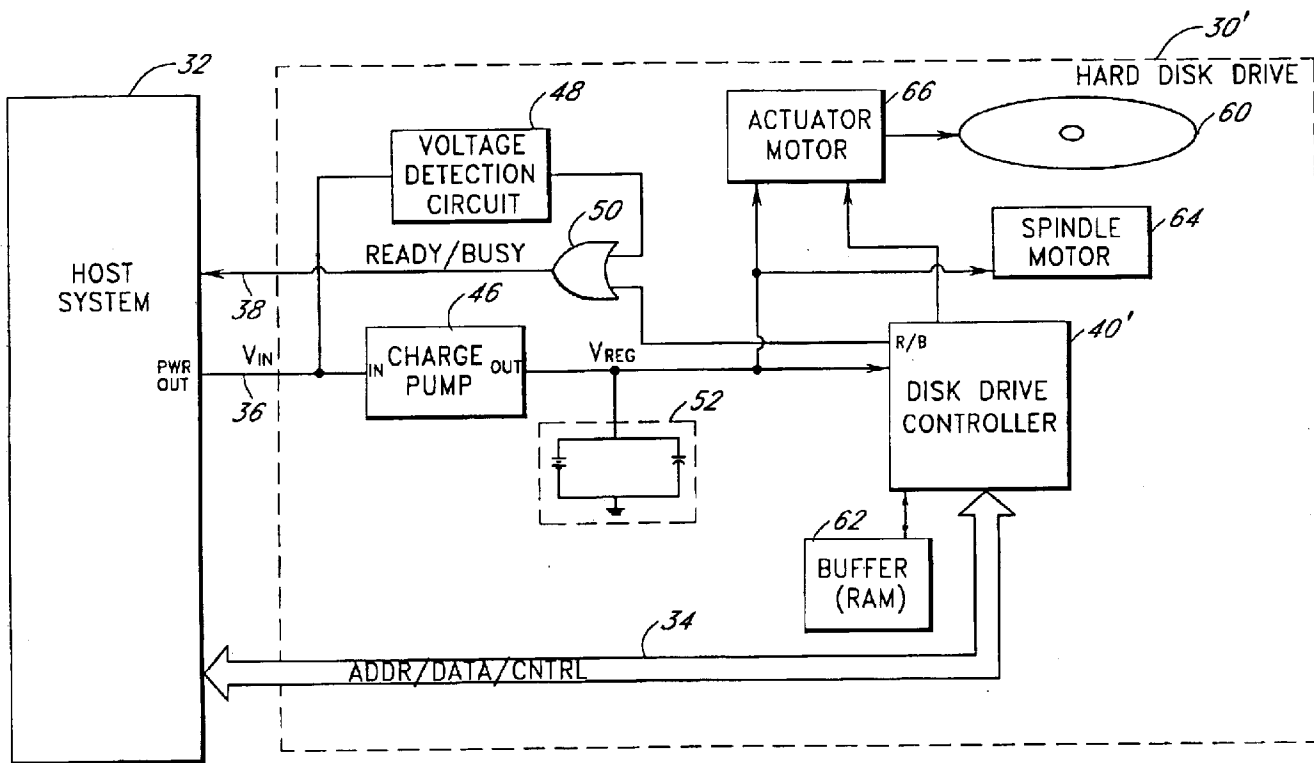 30'
32
HARD DISK DRIVE
48
66
VOLTAGE
DETECTION
CIRCUIT
ACTUATOR
MOTOR
60
50
64
SPINDLE
MOTOR
READY/BUSY
HOST
SYSTEM
38
46
40'
PWR
OUT
VIN
36
IN
CHARGE
PUMP
OUT
VREG
R/B
DISK DRIVE
CONTROLLER
52
62
BUFFER
(RAM)
34
ADDR/DATA/CNTRL